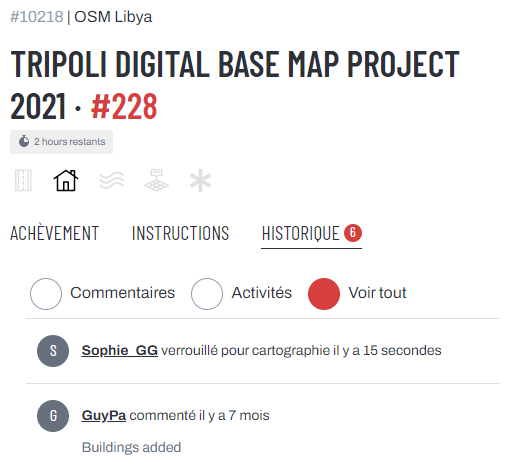 #10218 | OSM Libya
TRIPOLI DIGITAL BASE MAP PROJECT
2021 · #228
2 hours restants
ACHÈVEMENT INSTRUCTIONS HISTORIQUE 6
Commentaires Activités Voir tout
S Sophie_GG verrouillé pour cartographie il y a 15 secondes
G GuyPa commenté il y a 7 mois
Buildings added